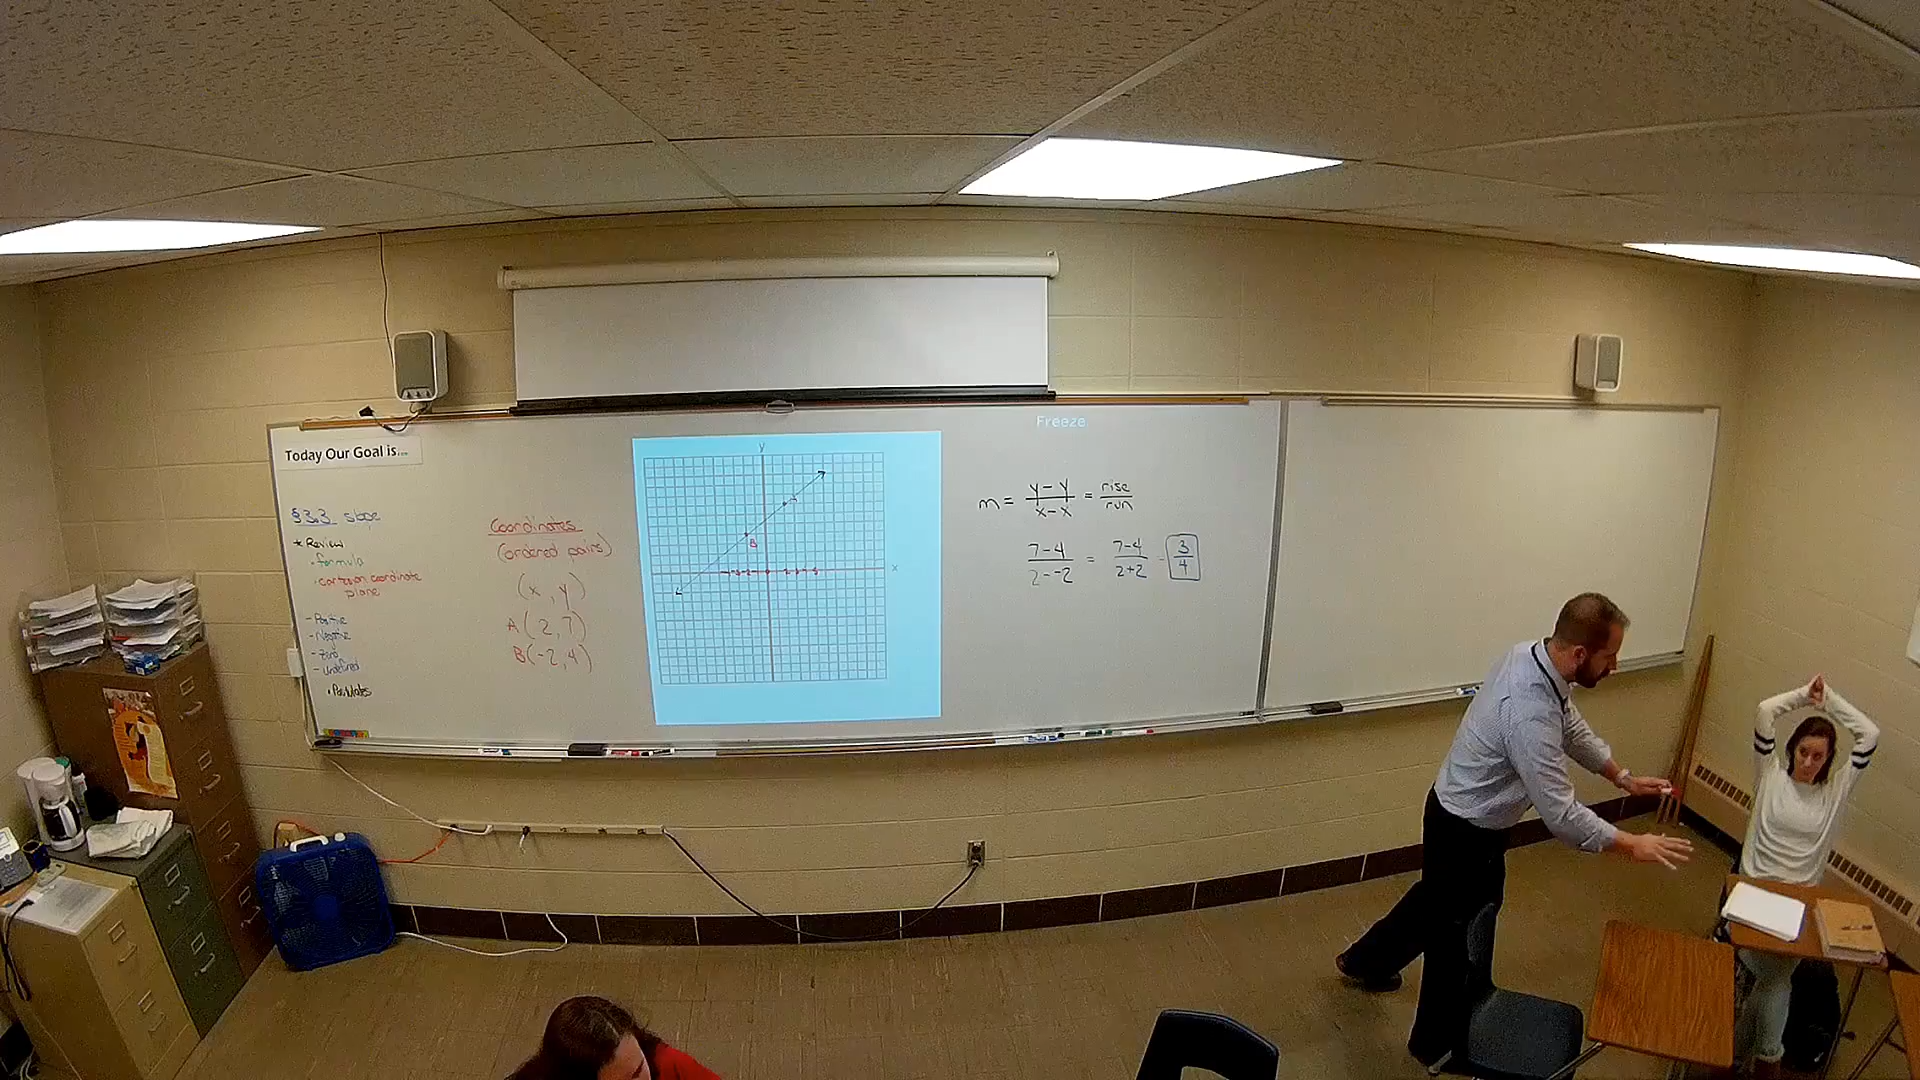 Freeze
Today Our Goal is...
§3.3 slope
* Review
- formula
- cartesian coordinate
plane
- Positive
- Negative
- Zero
- Undefined
Coordinates
(ordered pairs)
(x, y)
A(2,7)
B(-2,4)
y
A
B
x
m = y-y/x-x = rise/run
7-4/2--2 = 7-4/2+2 = 3/4